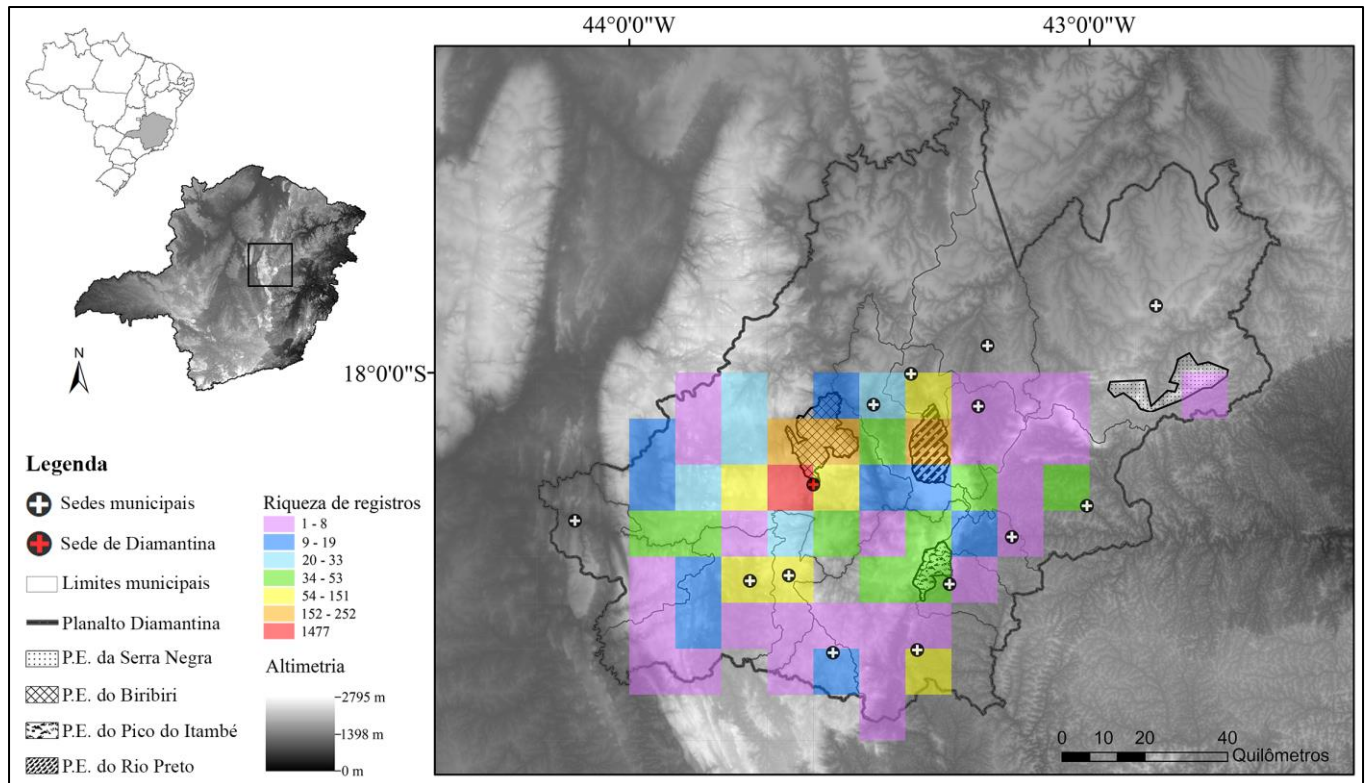 44°0'0"W
43°0'0"W
18°0'0"S
N
Legenda
Sedes municipais
Sede de Diamantina
Limites municipais
Planalto Diamantina
P.E. da Serra Negra
P.E. do Biribiri
P.E. do Pico do Itambé
P.E. do Rio Preto
Riqueza de registros
1 - 8
9 - 19
20 - 33
34 - 53
54 - 151
152 - 252
1477
Altimetria
2795 m
1398 m
0 m
0 10 20 40
Quilômetros